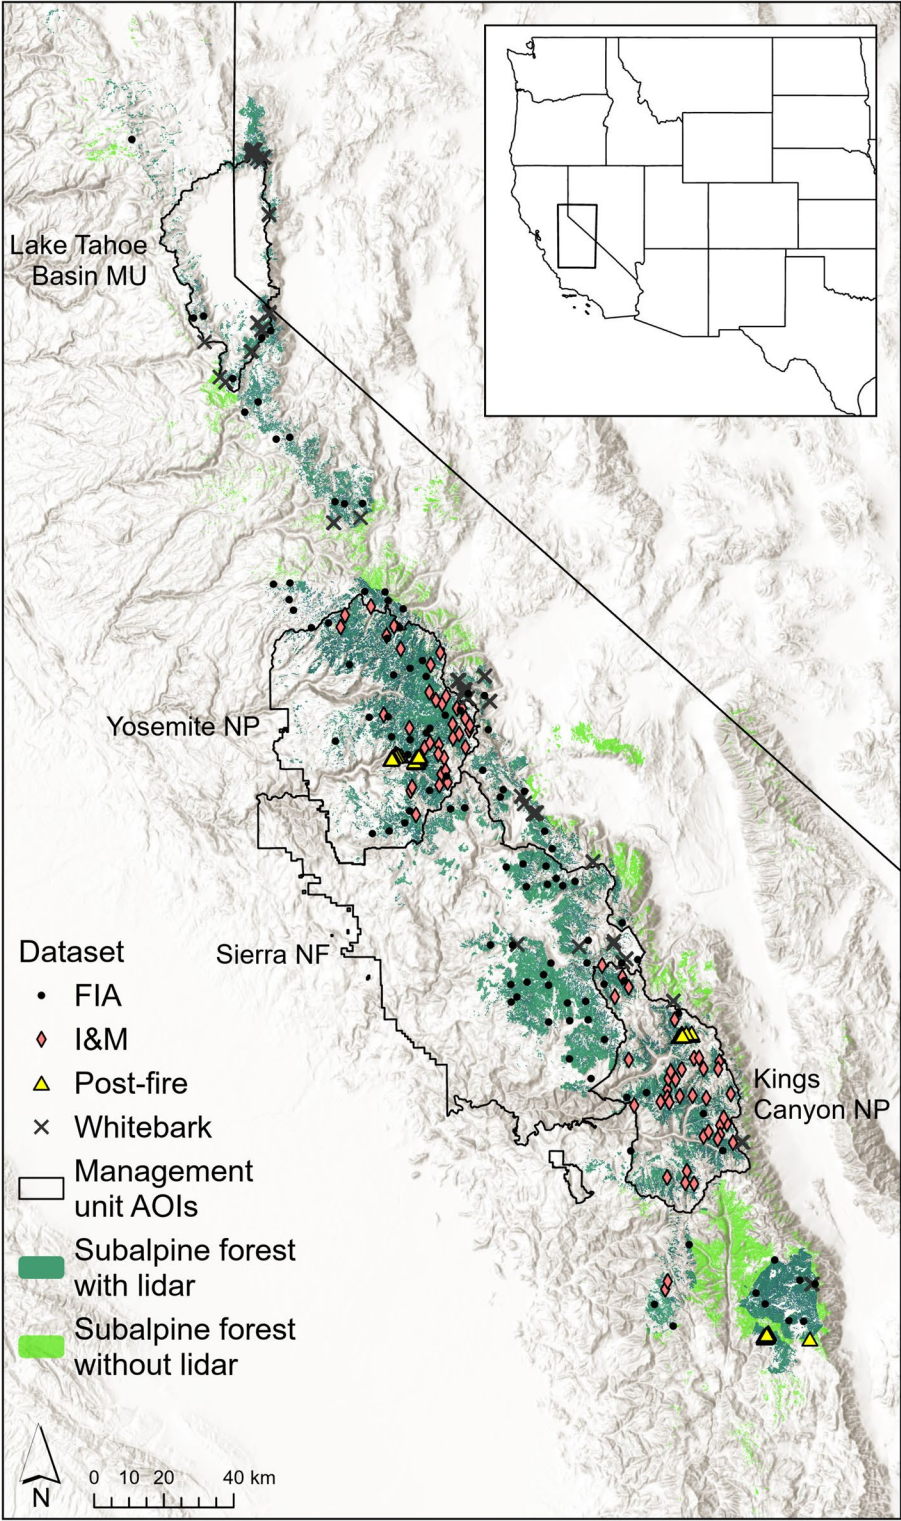 Lake Tahoe
Basin MU
Yosemite NP
Sierra NF
Kings
Canyon NP
Dataset
FIA
I&M
Post-fire
Whitebark
Management
unit AOIs
Subalpine forest
with lidar
Subalpine forest
without lidar
N
0 10 20 40 km